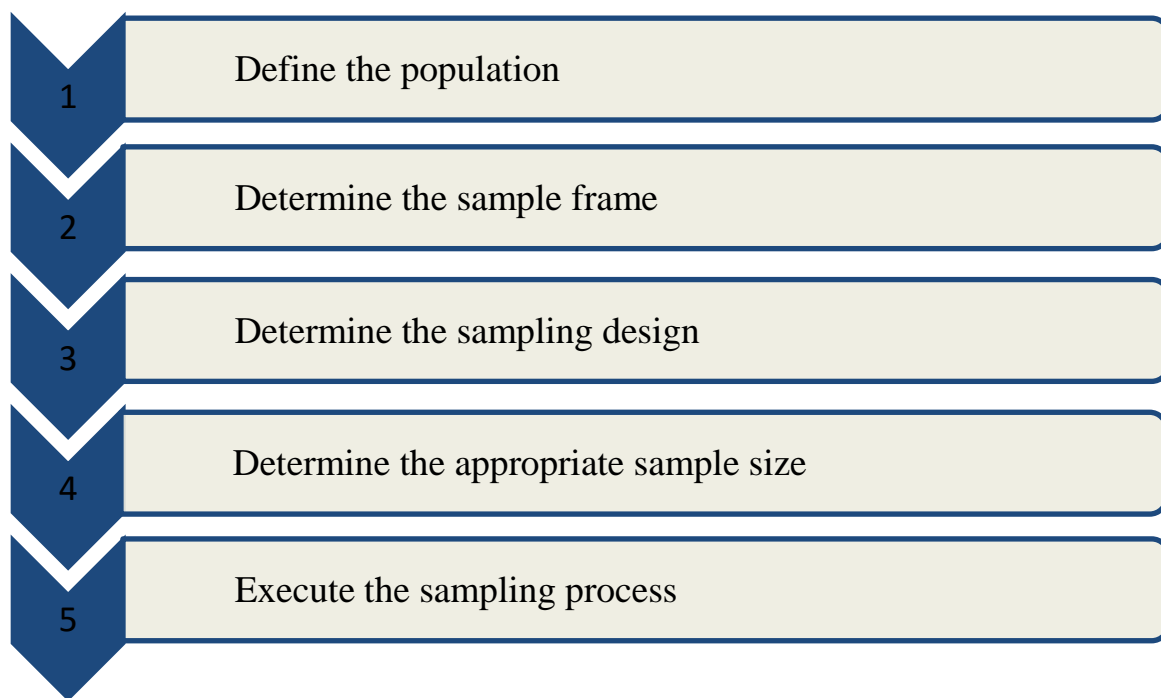 1 Define the population
2 Determine the sample frame
3 Determine the sampling design
4 Determine the appropriate sample size
5 Execute the sampling process